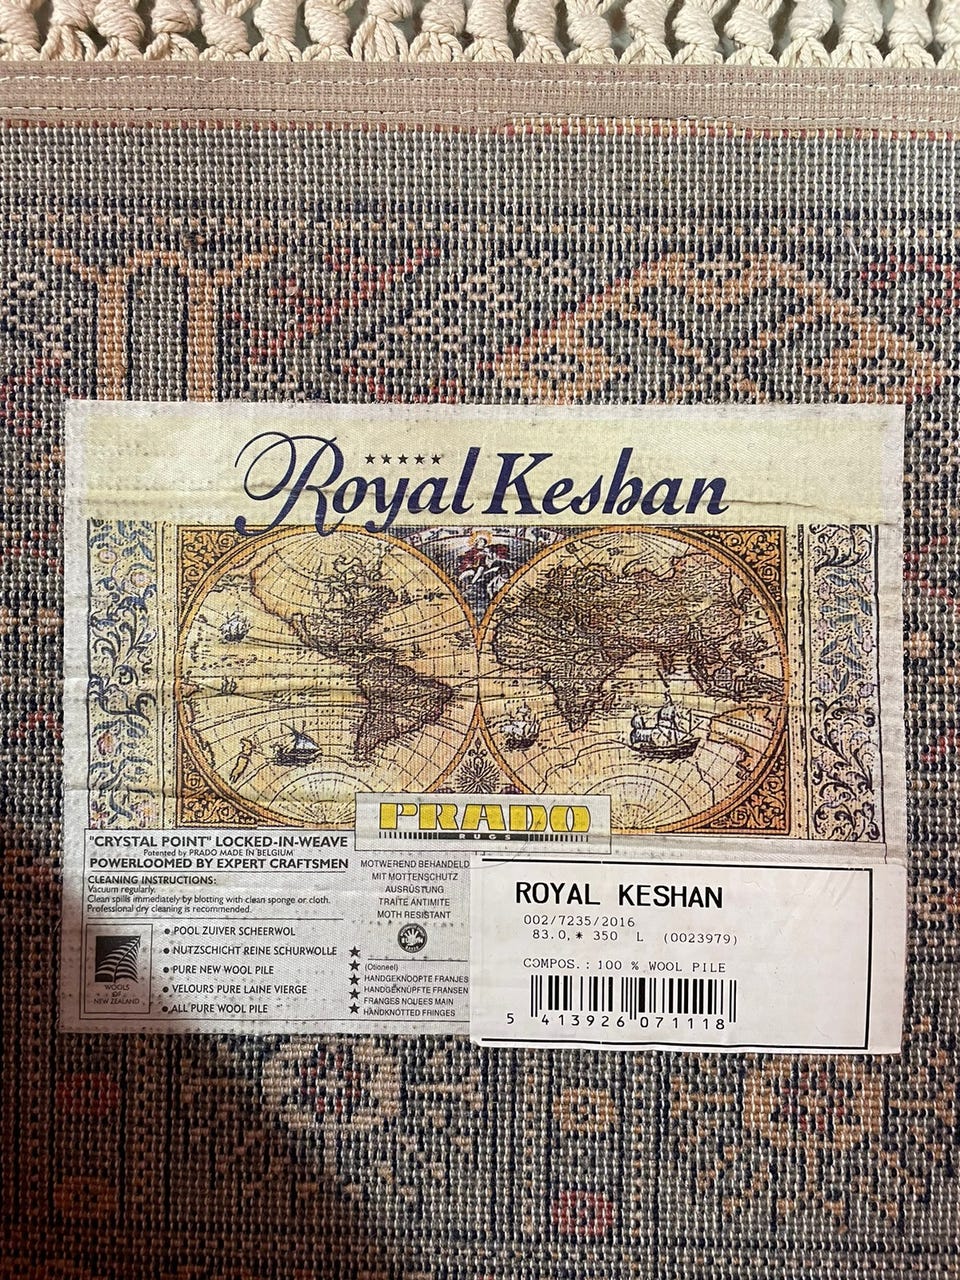 ★★★★★
Royal Keshan
PRADO
RUGS
"CRYSTAL POINT" LOCKED-IN-WEAVE
Patented by PRADO MADE IN BELGIUM
POWERLOOMED BY EXPERT CRAFTSMEN
CLEANING INSTRUCTIONS:
Vacuum regularly.
Clean spills immediately by blotting with clean sponge or cloth.
Professional dry cleaning is recommended.
WOOLS
OF
NEW ZEALAND
• POOL ZUIVER SCHEERWOL
• NUTZSCHICHT REINE SCHURWOLLE
• PURE NEW WOOL PILE
• VELOURS PURE LAINE VIERGE
• ALL PURE WOOL PILE
MOTWEREND BEHANDELD
MIT MOTTENSCHUTZ
AUSRÜSTUNG
TRAITE ANTIMITE
MOTH RESISTANT
(Optioneel)
★ HANDGEKNOOPTE FRANJES
★ HANDGEKNÜPFTE FRANSEN
★ FRANGES NOUEES MAIN
★ HANDKNOTTED FRINGES
ROYAL KESHAN
002/7235/2016
83.0,* 350 L (0023979)
COMPOS.: 100 % WOOL PILE
5 413926 071118